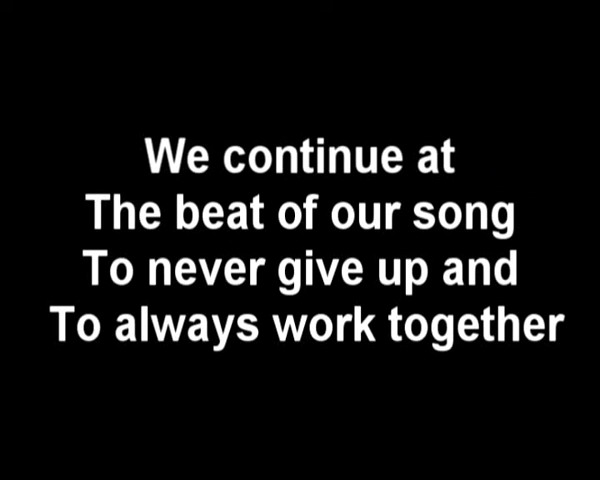 We continue at
The beat of our song
To never give up and
To always work together